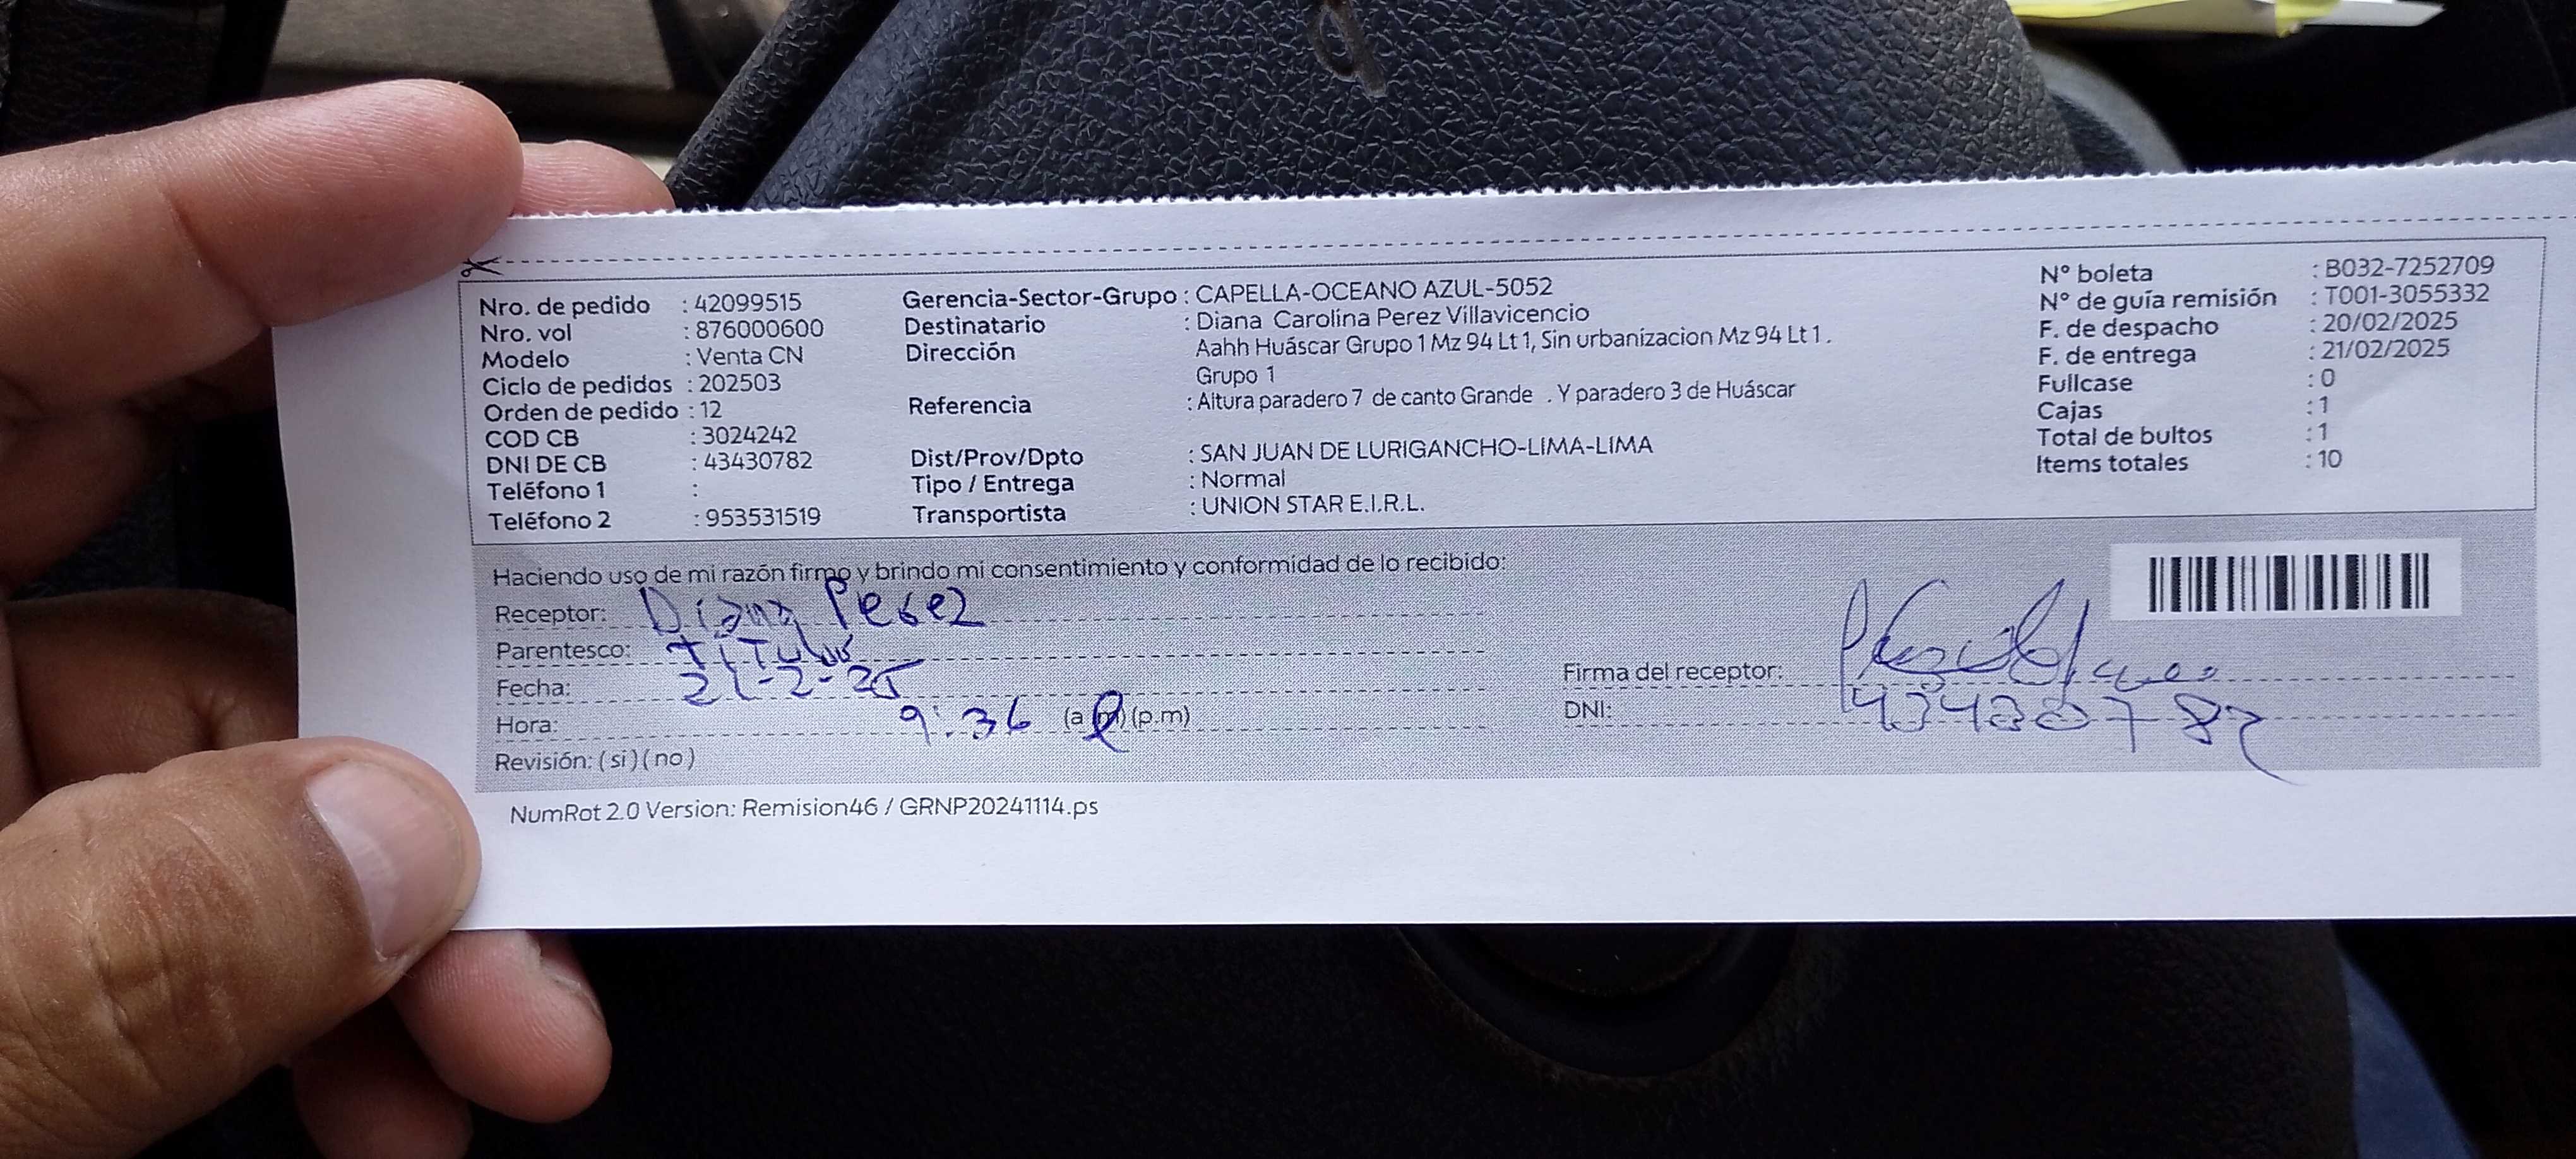 Nro. de pedido : 42099515
Nro. vol : 876000600
Modelo : Venta CN
Ciclo de pedidos : 202503
Orden de pedido : 12
COD CB : 3024242
DNI DE CB : 43430782
Teléfono 1 :
Teléfono 2 : 953531519
Gerencia-Sector-Grupo : CAPELLA-OCEANO AZUL-5052
Destinatario : Diana Carolina Perez Villavicencio
Dirección Aahh Huáscar Grupo 1 Mz 94 Lt 1, Sin urbanizacion Mz 94 Lt 1 .
Grupo 1
Referencia : Altura paradero 7 de canto Grande . Y paradero 3 de Huáscar
Dist/Prov/Dpto : SAN JUAN DE LURIGANCHO-LIMA-LIMA
Tipo / Entrega : Normal
Transportista : UNION STAR E.I.R.L.
N° boleta : B032-7252709
N° de guía remisión : T001-3055332
F. de despacho : 20/02/2025
F. de entrega : 21/02/2025
Fullcase : 0
Cajas : 1
Total de bultos : 1
Items totales : 10
Haciendo uso de mi razón firmo y brindo mi consentimiento y conformidad de lo recibido:
Receptor: Diana Perez
Parentesco: Titular
Fecha: 21-2-25
Hora: 9:36 (a.m) (p.m)
Revisión: ( si ) ( no )
Firma del receptor:
DNI: 43430782
NumRot 2.0 Version: Remision46 / GRNP20241114.ps